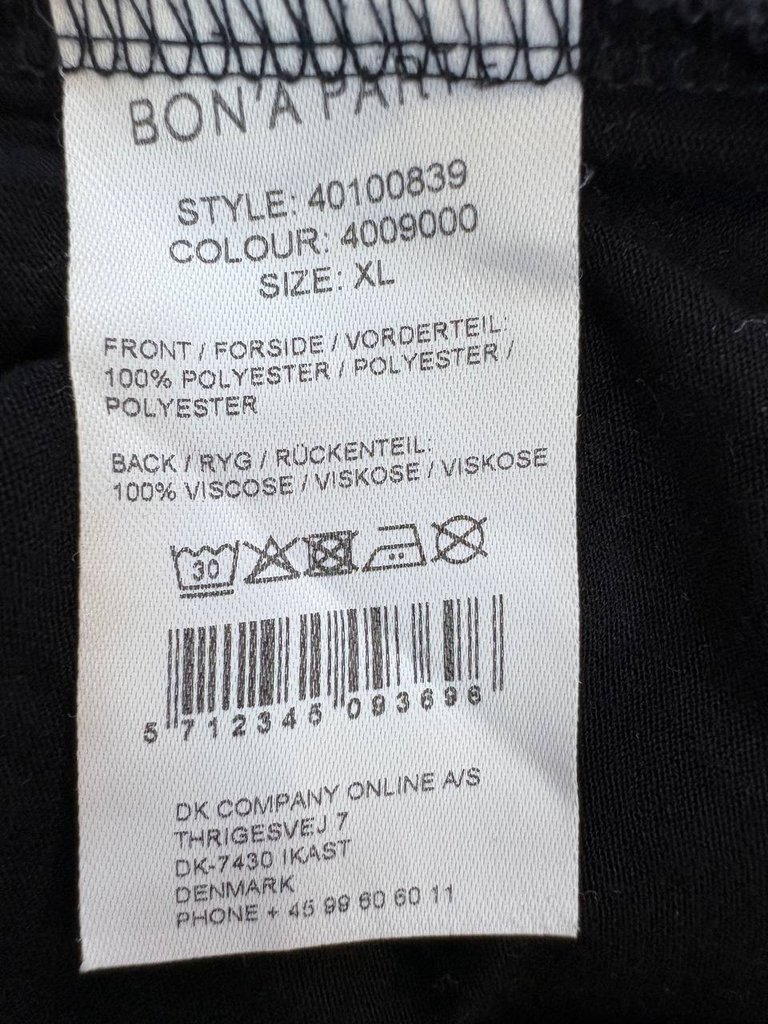 BON'A PARTE
STYLE: 40100839
COLOUR: 4009000
SIZE: XL
FRONT / FORSIDE / VORDERTEIL:
100% POLYESTER / POLYESTER /
POLYESTER
BACK / RYG / RÜCKENTEIL:
100% VISCOSE / VISKOSE / VISKOSE
30
5 712345 093696
DK COMPANY ONLINE A/S
THRIGESVEJ 7
DK-7430 IKAST
DENMARK
PHONE + 45 99 60 60 11